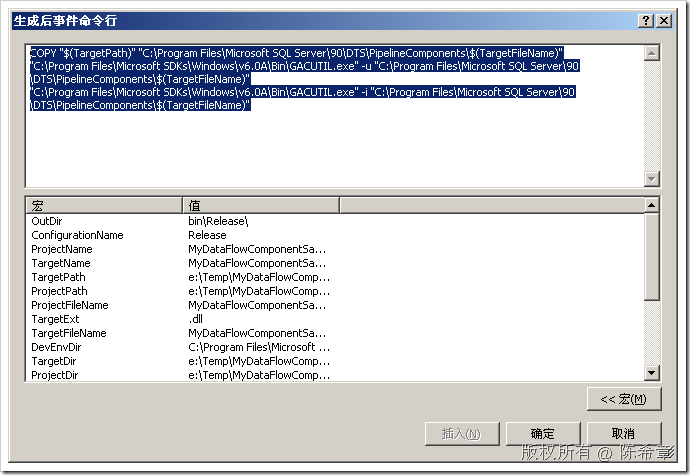 生成后事件命令行
COPY "$(TargetPath)" "C:\Program Files\Microsoft SQL Server\90\DTS\PipelineComponents\$(TargetFileName)"
"C:\Program Files\Microsoft SDKs\Windows\v6.0A\Bin\GACUTIL.exe" -u "C:\Program Files\Microsoft SQL Server\90
\DTS\PipelineComponents\$(TargetFileName)"
"C:\Program Files\Microsoft SDKs\Windows\v6.0A\Bin\GACUTIL.exe" -i "C:\Program Files\Microsoft SQL Server\90
\DTS\PipelineComponents\$(TargetFileName)"
宏 值
OutDir bin\Release\
ConfigurationName Release
ProjectName MyDataFlowComponentSa...
TargetName MyDataFlowComponentSa...
TargetPath e:\Temp\MyDataFlowComp...
ProjectPath e:\Temp\MyDataFlowComp...
ProjectFileName MyDataFlowComponentSa...
TargetExt .dll
TargetFileName MyDataFlowComponentSa...
DevEnvDir C:\Program Files\Microsoft ...
TargetDir e:\Temp\MyDataFlowComp...
ProjectDir e:\Temp\MyDataFlowComp...
<< 宏(M)
插入(N) 确定 取消
版权所有 @ 陈希章